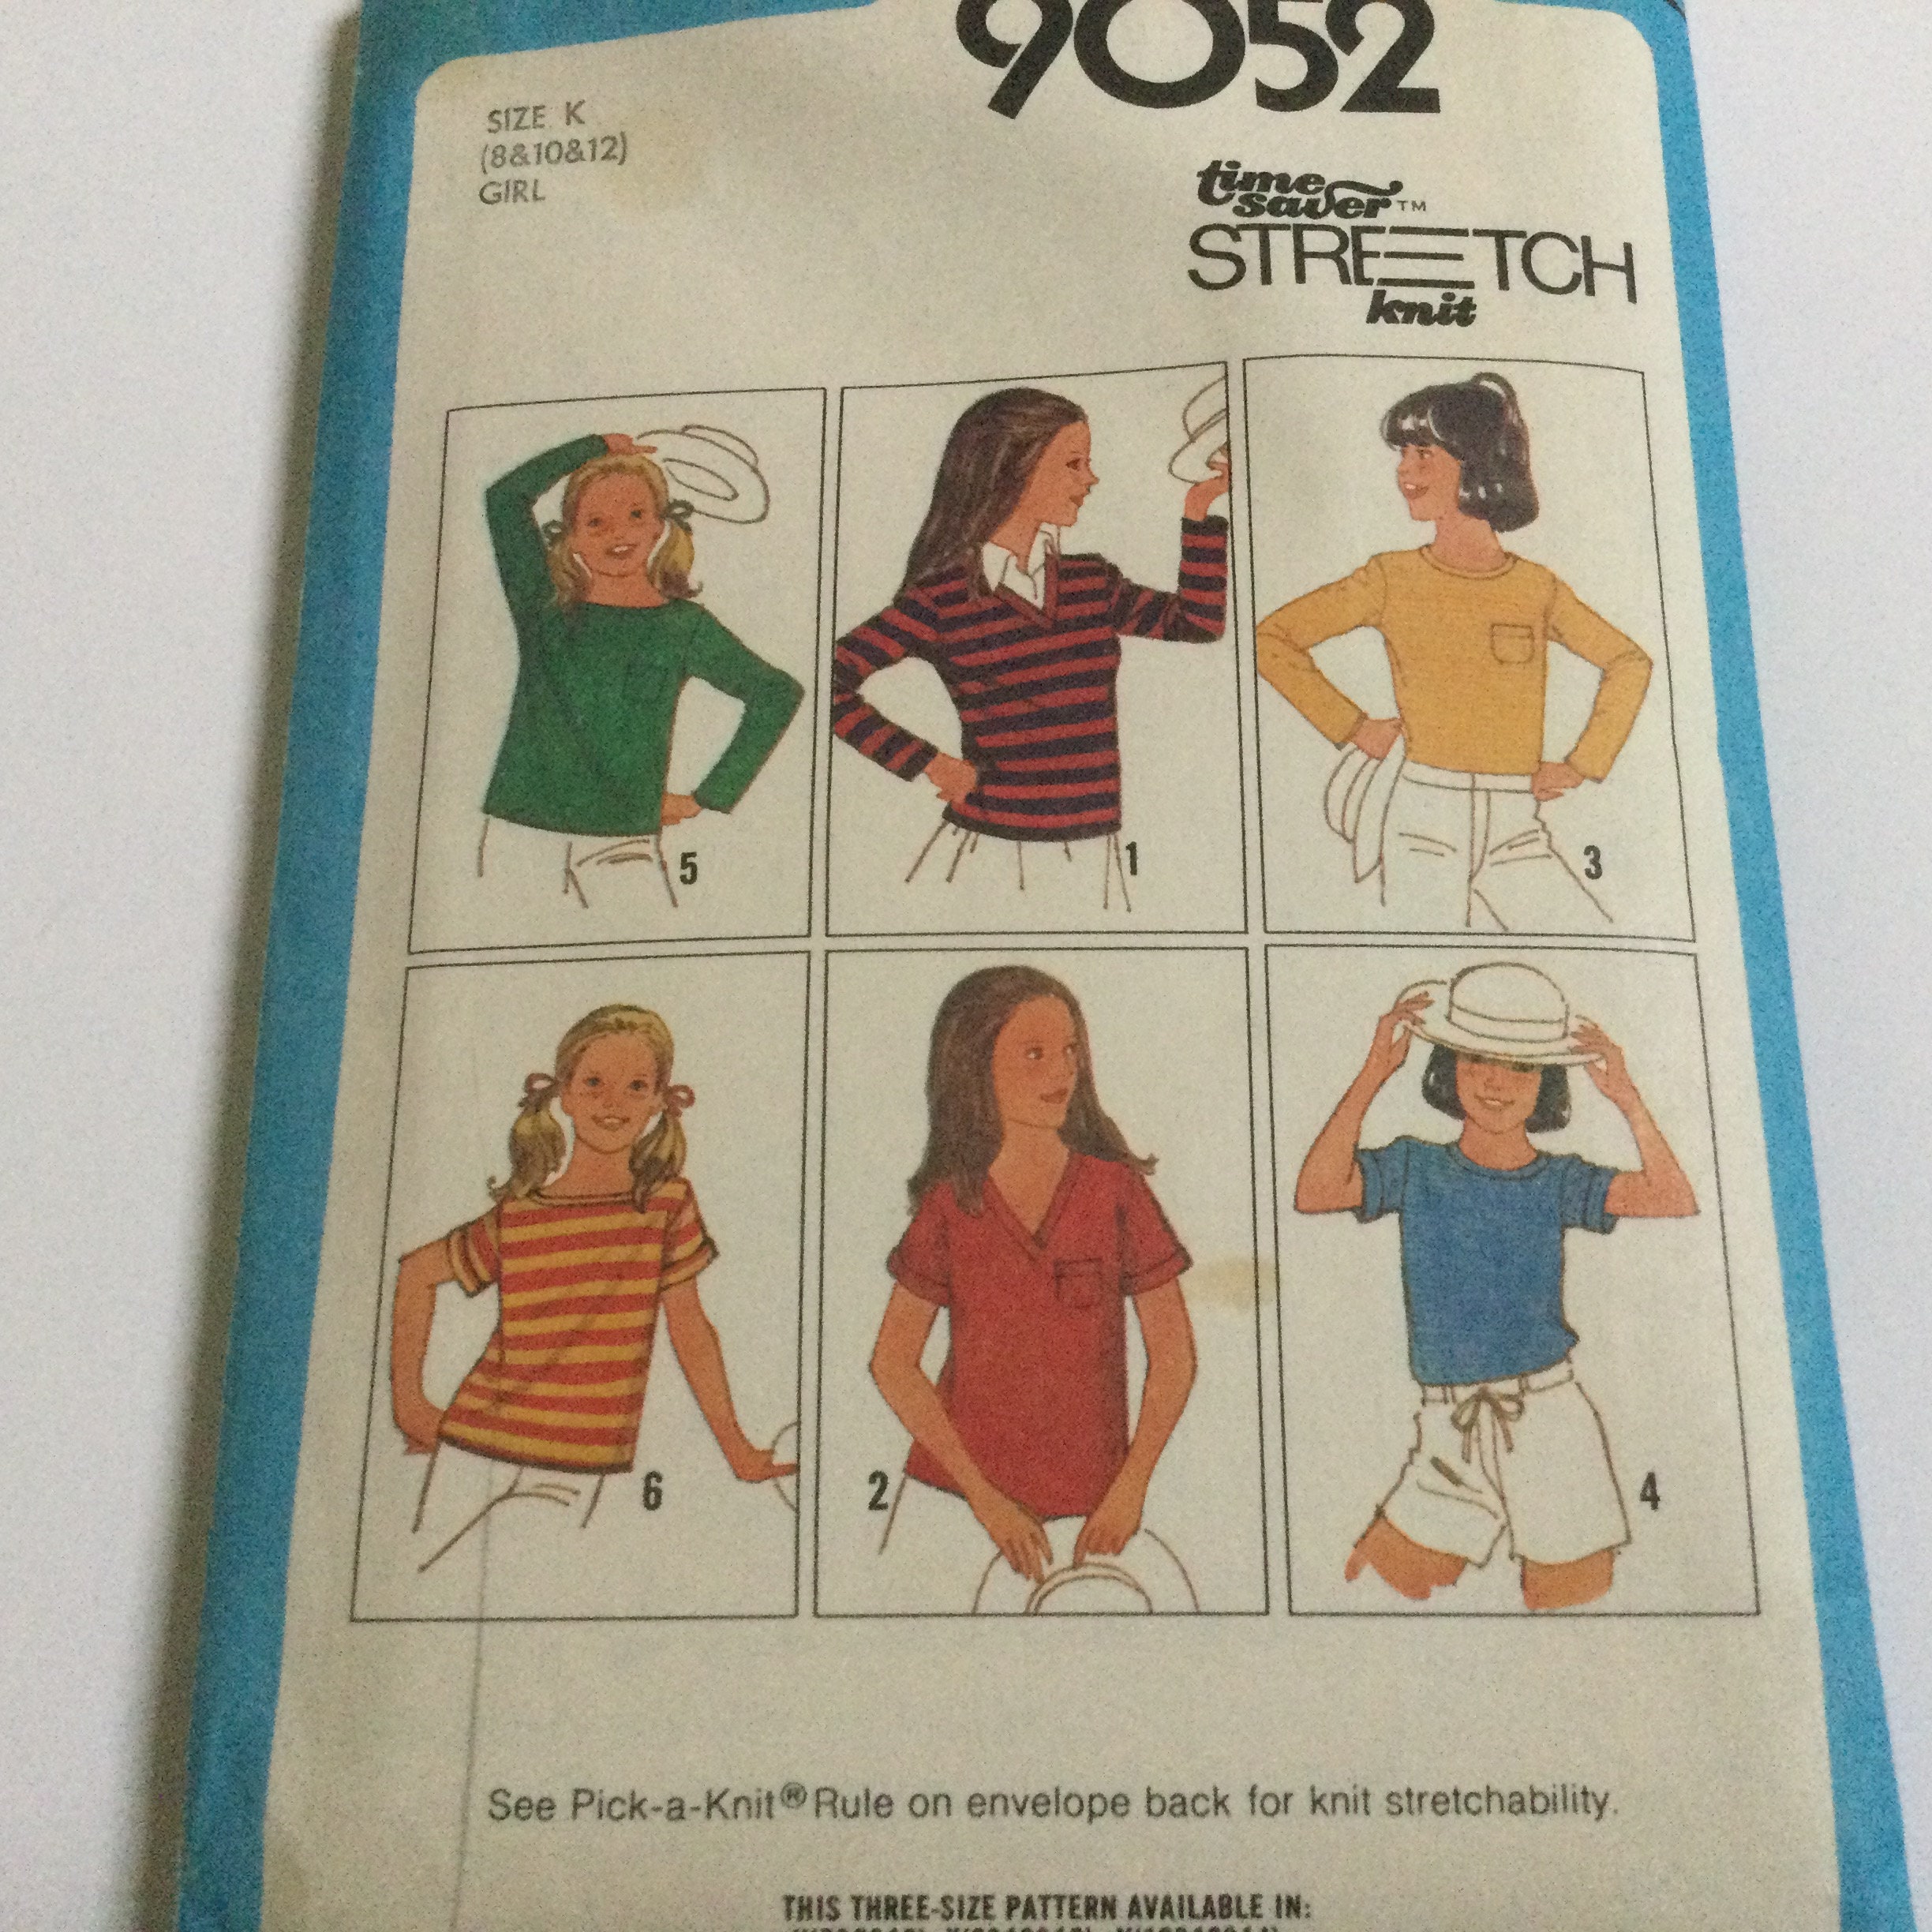 9052
SIZE K
(8&10&12)
GIRL
time
saver™
STRETCH
knit
5
1
3
6
2
4
See Pick-a-Knit® Rule on envelope back for knit stretchability.
THIS THREE-SIZE PATTERN AVAILABLE IN: